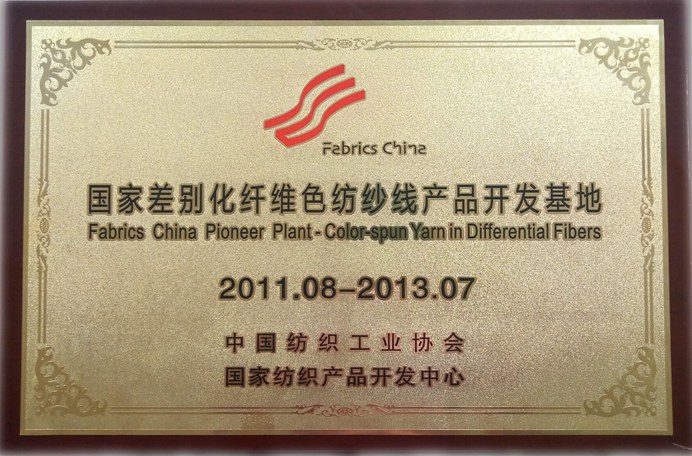 Fabrics China
国家差别化纤维色纺纱线产品开发基地
Fabrics China Pioneer Plant - Color-spun Yarn in Differential Fibers
2011.08-2013.07
中国纺织工业协会
国家纺织产品开发中心